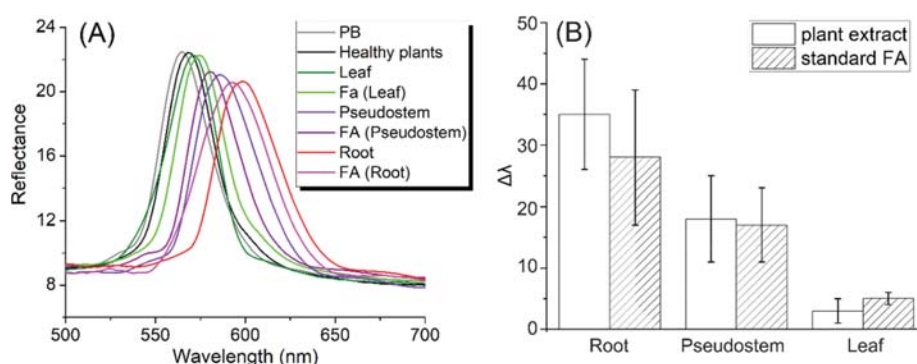 (A)
PB
Healthy plants
Leaf
Fa (Leaf)
Pseudostem
FA (Pseudostem)
Root
FA (Root)
Reflectance
24
20
16
12
8
500 550 600 650 700
Wavelength (nm)
(B)
plant extract
standard FA
Δλ
50
40
30
20
10
0
Root Pseudostem Leaf